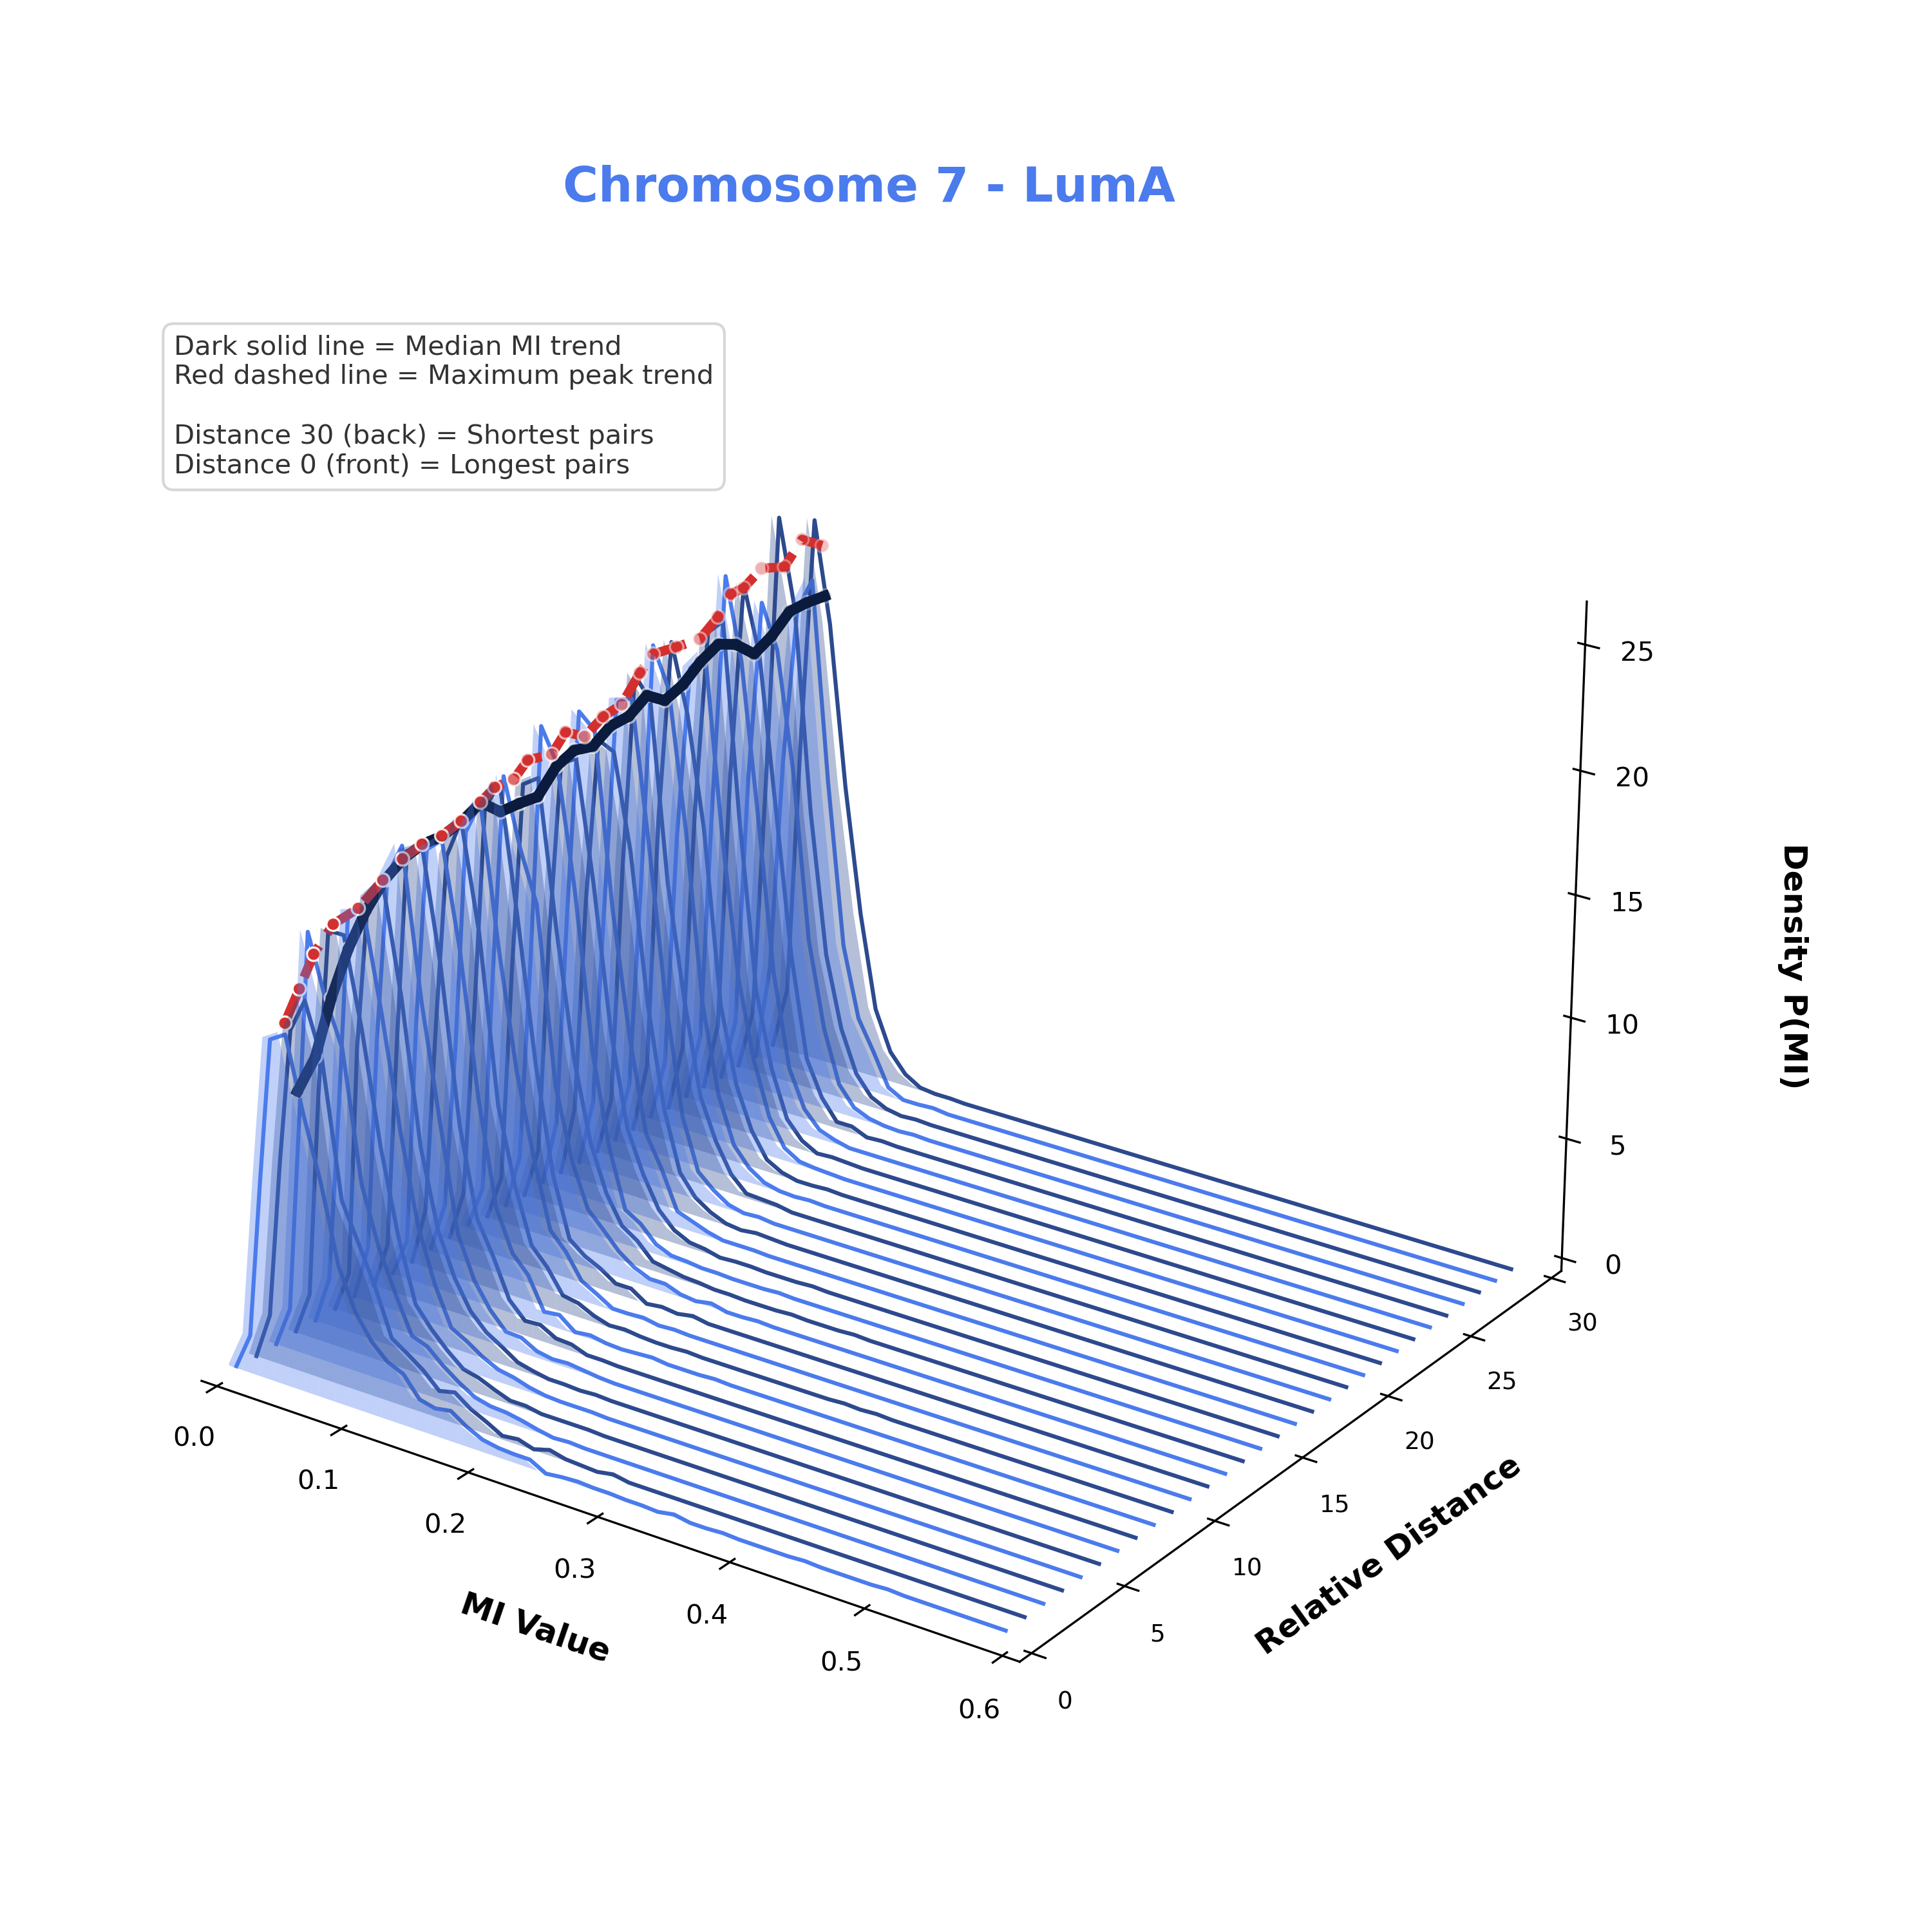 Chromosome 7 - LumA
Dark solid line = Median MI trend
Red dashed line = Maximum peak trend
Distance 30 (back) = Shortest pairs
Distance 0 (front) = Longest pairs
25
20
15
10
5
0
Density P(MI)
30
25
20
15
10
5
0
Relative Distance
0.0
0.1
0.2
0.3
0.4
0.5
0.6
MI Value